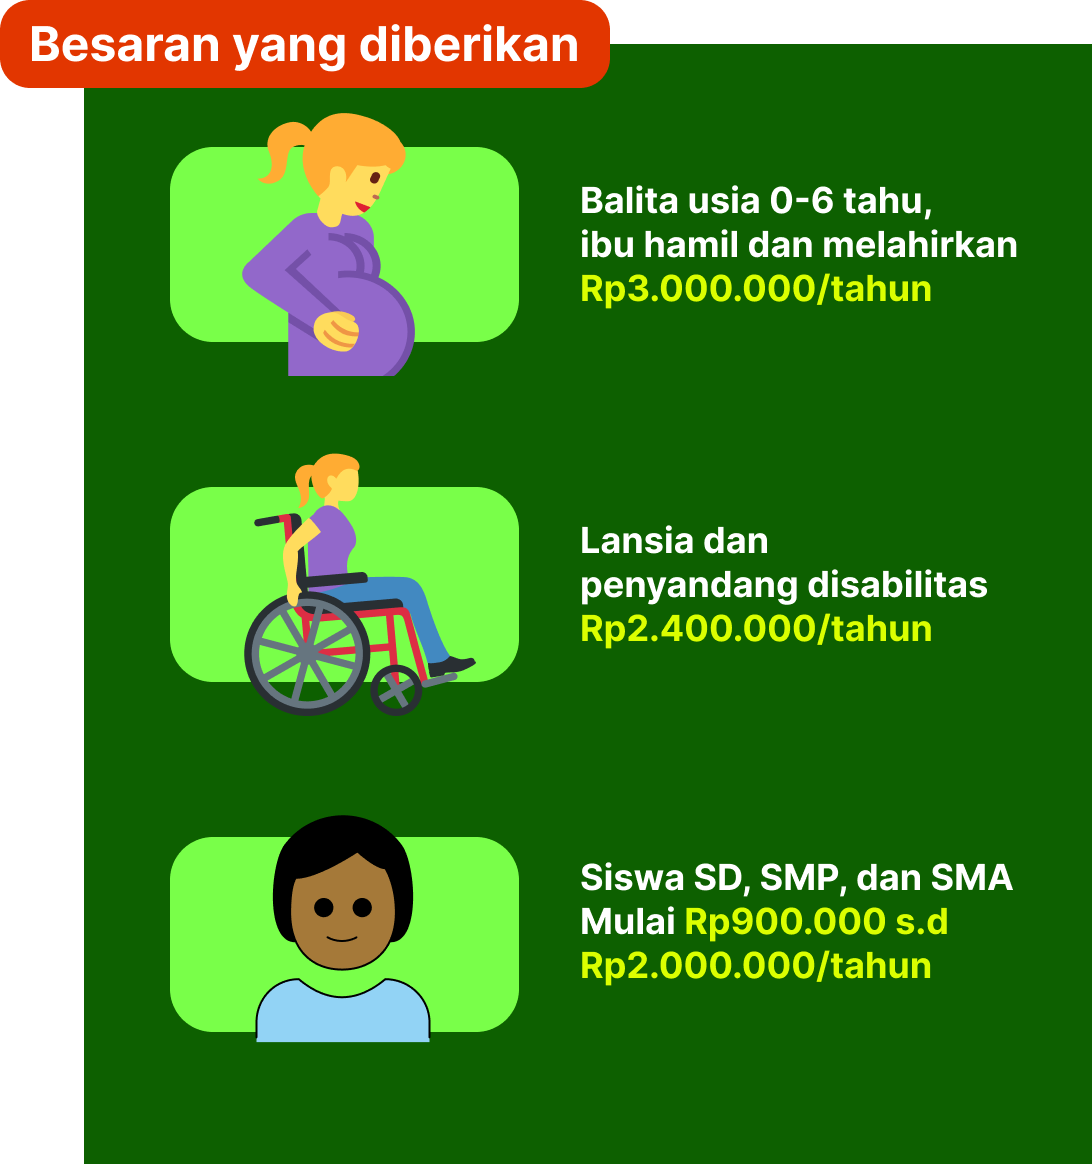 Besaran yang diberikan
Balita usia 0-6 tahu,
ibu hamil dan melahirkan
Rp3.000.000/tahun
Lansia dan
penyandang disabilitas
Rp2.400.000/tahun
Siswa SD, SMP, dan SMA
Mulai Rp900.000 s.d
Rp2.000.000/tahun